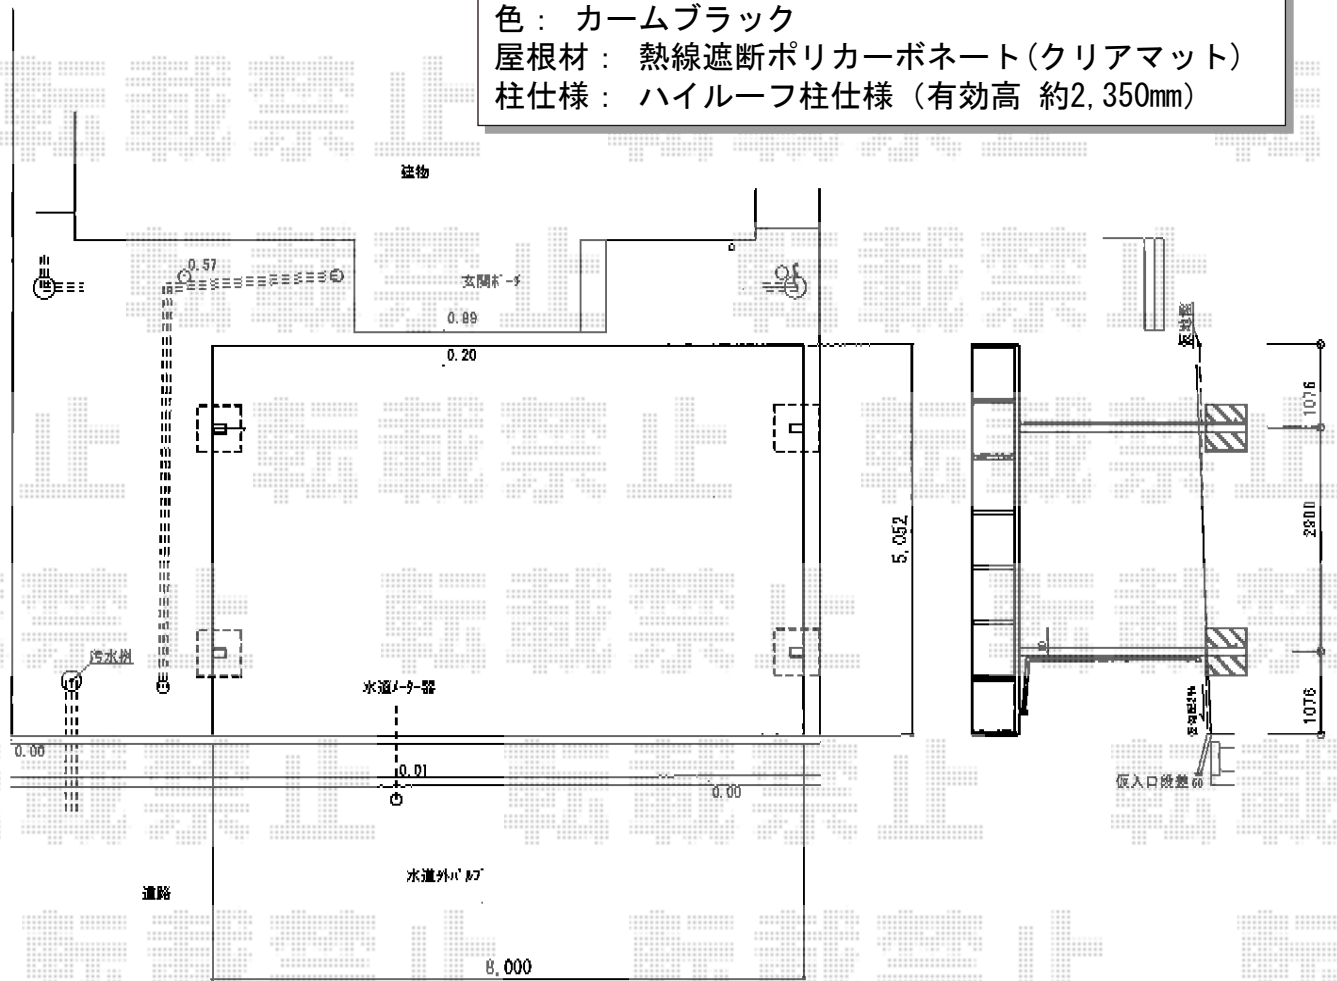 色： カームブラック
屋根材： 熱線遮断ポリカーボネート(クリアマット)
柱仕様： ハイルーフ柱仕様（有効高 約2,350mm）
転載禁止
建物
0.57
玄関ﾎﾟｰﾁ
0.89
0.20
仮地盤
1076
5,052
2900
汚水桝
水道ﾒｰﾀｰ器
1076
0.00
0.01
0.00
仮入口段差60
水道外ﾊﾞﾙﾌﾞ
道路
8,000